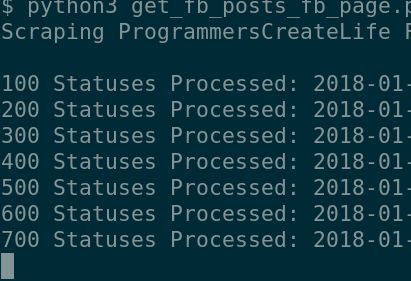 $ python3 get_fb_posts_fb_page.p
Scraping ProgrammersCreateLife F
100 Statuses Processed: 2018-01-
200 Statuses Processed: 2018-01-
300 Statuses Processed: 2018-01-
400 Statuses Processed: 2018-01-
500 Statuses Processed: 2018-01-
600 Statuses Processed: 2018-01-
700 Statuses Processed: 2018-01-